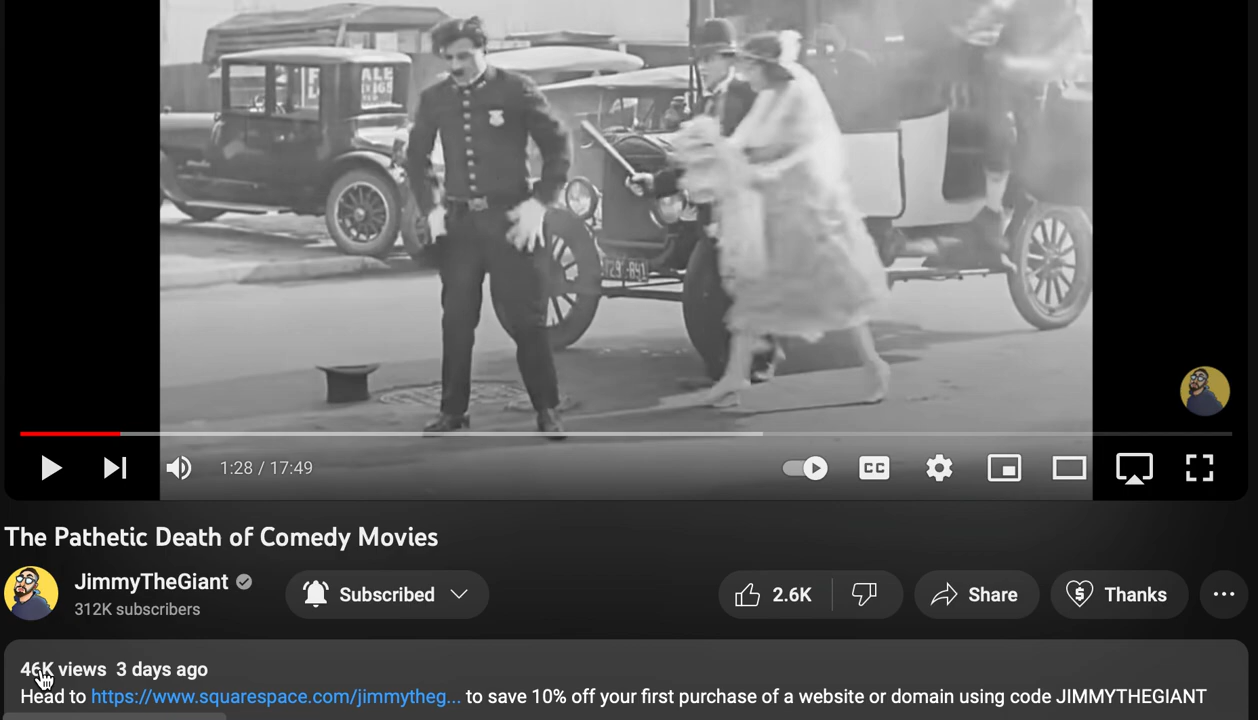 ALE
1:28 / 17:49
CC
The Pathetic Death of Comedy Movies
JimmyTheGiant
312K subscribers
Subscribed
2.6K
Share
Thanks
46K views 3 days ago
Head to https://www.squarespace.com/jimmytheg... to save 10% off your first purchase of a website or domain using code JIMMYTHEGIANT